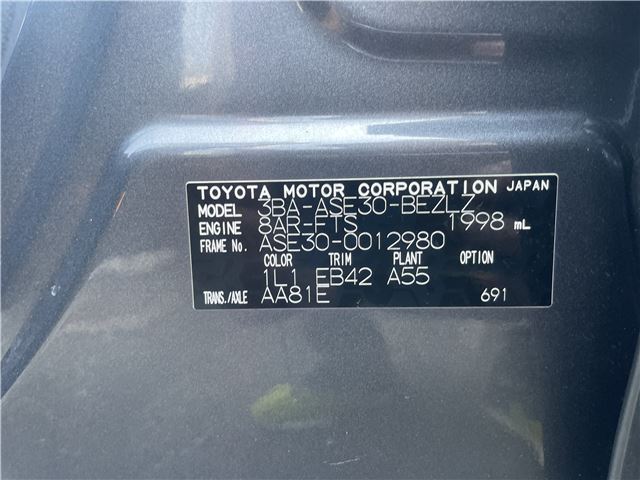 TOYOTA MOTOR CORPORATION JAPAN
MODEL 3BA-ASE30-BEZLZ
ENGINE 8AR-FTS 1998 mL
FRAME No. ASE30-0012980
COLOR TRIM PLANT OPTION
1L1 EB42 A55
TRANS./AXLE AA81E 691